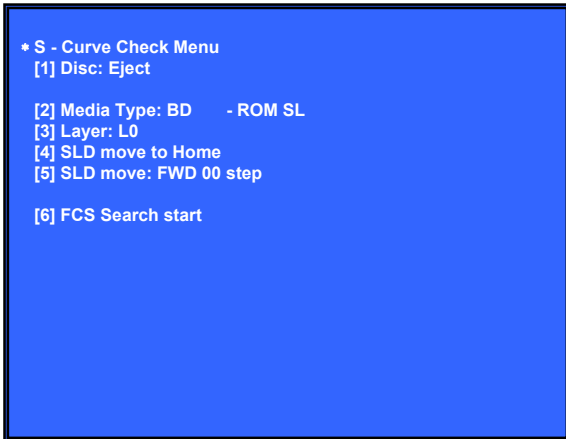 * S - Curve Check Menu
[1] Disc: Eject
[2] Media Type: BD - ROM SL
[3] Layer: L0
[4] SLD move to Home
[5] SLD move: FWD 00 step
[6] FCS Search start